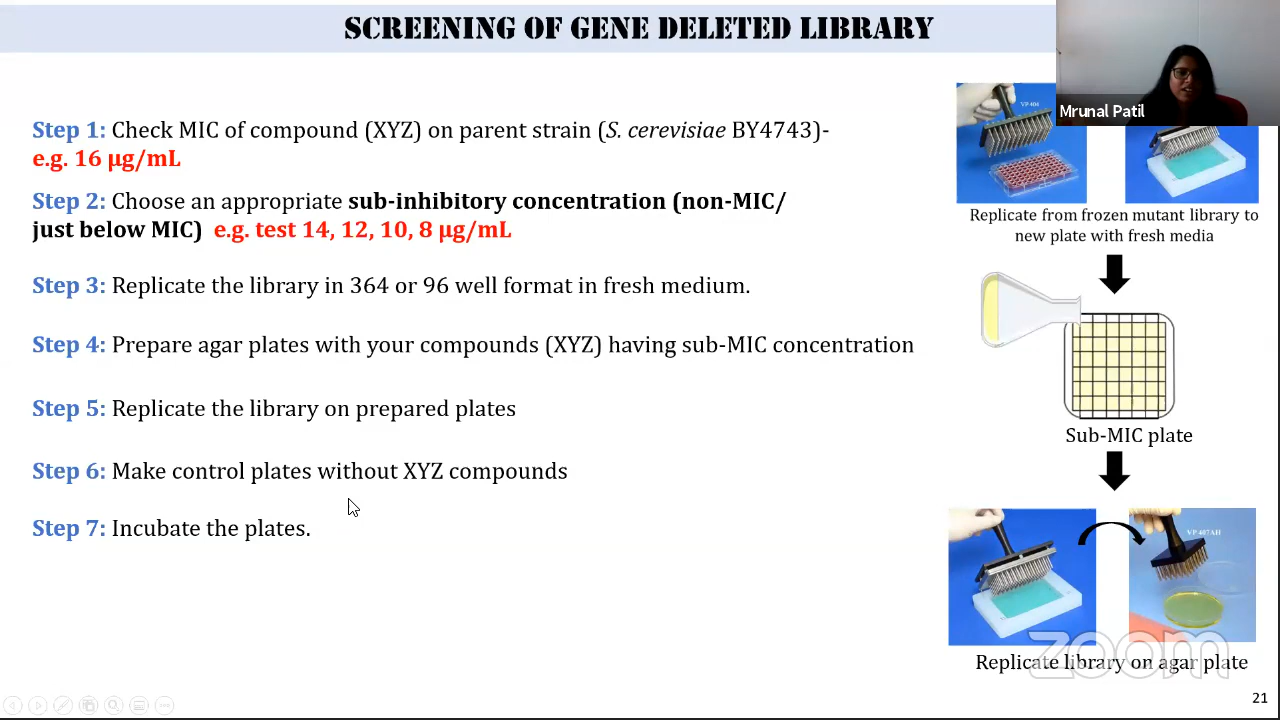 SCREENING OF GENE DELETED LIBRARY
Mrunal Patil
Step 1: Check MIC of compound (XYZ) on parent strain (S. cerevisiae BY4743)-
e.g. 16 µg/mL
Step 2: Choose an appropriate sub-inhibitory concentration (non-MIC/
just below MIC) e.g. test 14, 12, 10, 8 µg/mL
Step 3: Replicate the library in 364 or 96 well format in fresh medium.
Step 4: Prepare agar plates with your compounds (XYZ) having sub-MIC concentration
Step 5: Replicate the library on prepared plates
Step 6: Make control plates without XYZ compounds
Step 7: Incubate the plates.
VP 404
Replicate from frozen mutant library to
new plate with fresh media
Sub-MIC plate
VP 407AH
zoom
Replicate library on agar plate
21